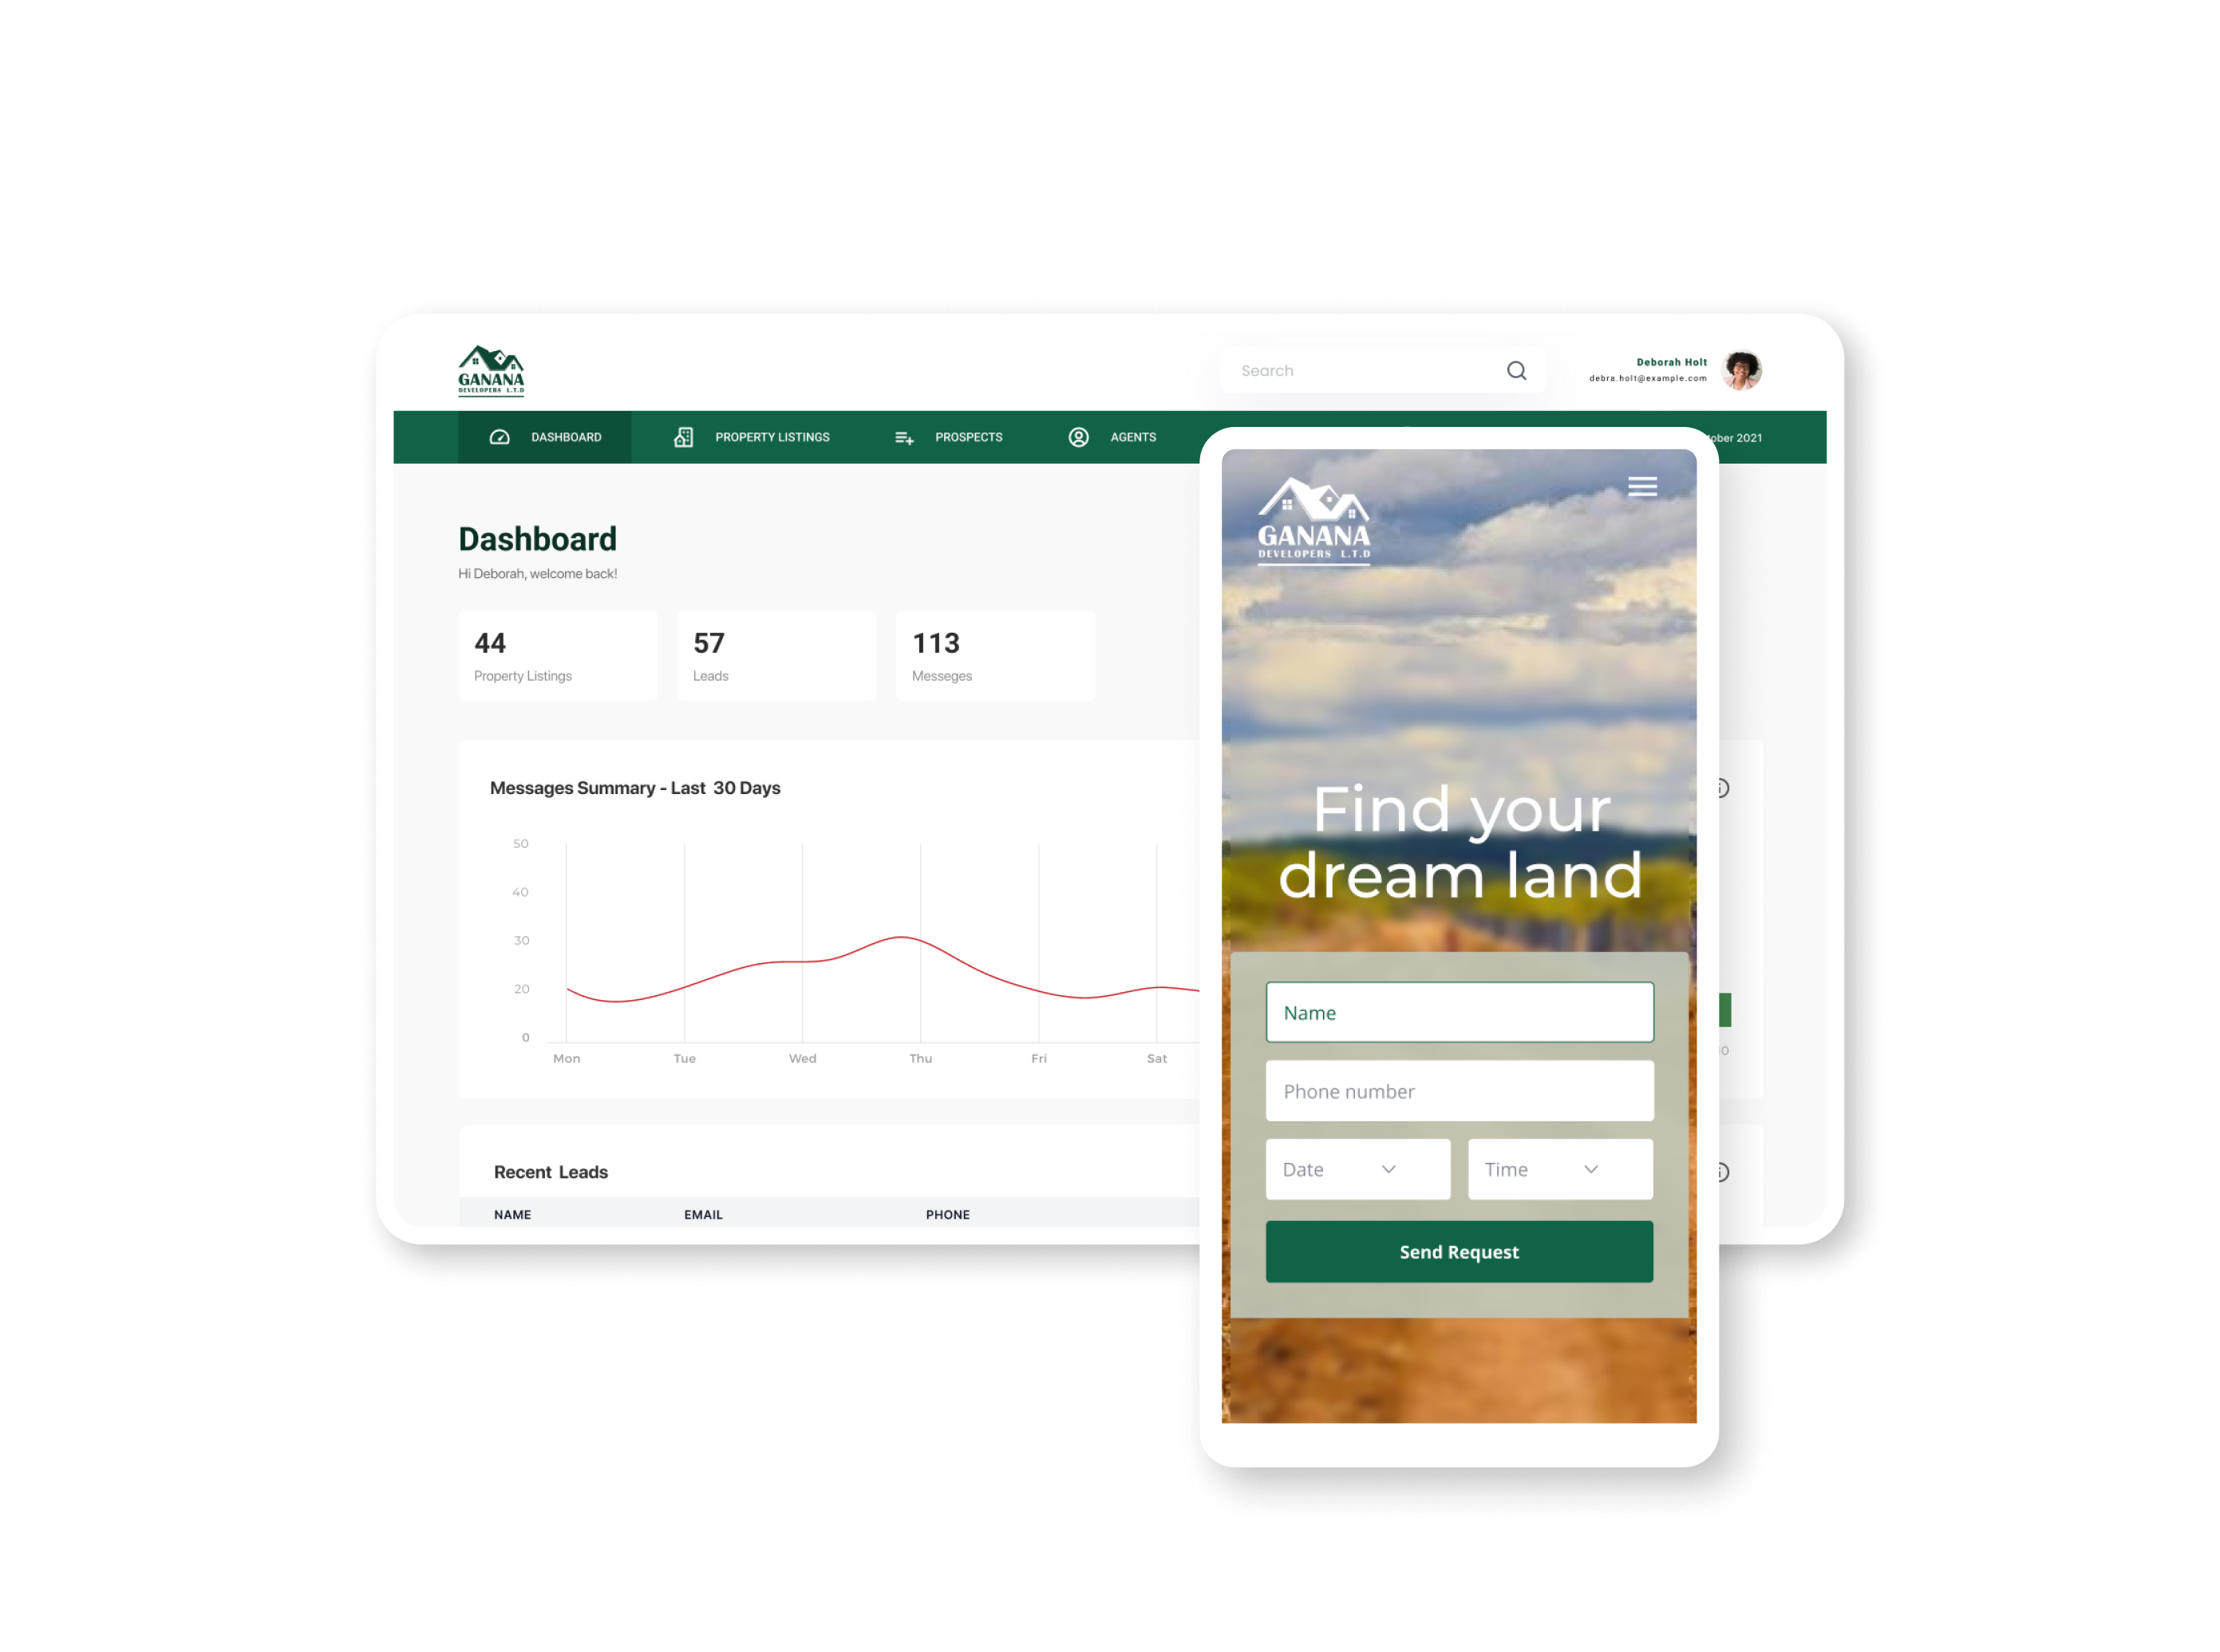 GANANA
DEVELOPERS L.T.D
Search
Deborah Holt
debra.holt@example.com
DASHBOARD
PROPERTY LISTINGS
PROSPECTS
AGENTS
tober 2021
Dashboard
Hi Deborah, welcome back!
44
Property Listings
57
Leads
113
Messeges
Messages Summary - Last 30 Days
50
40
30
20
0
Mon
Tue
Wed
Thu
Fri
Sat
Recent Leads
NAME
EMAIL
PHONE
GANANA
DEVELOPERS L.T.D
Find your
dream land
Name
Phone number
Date
Time
Send Request